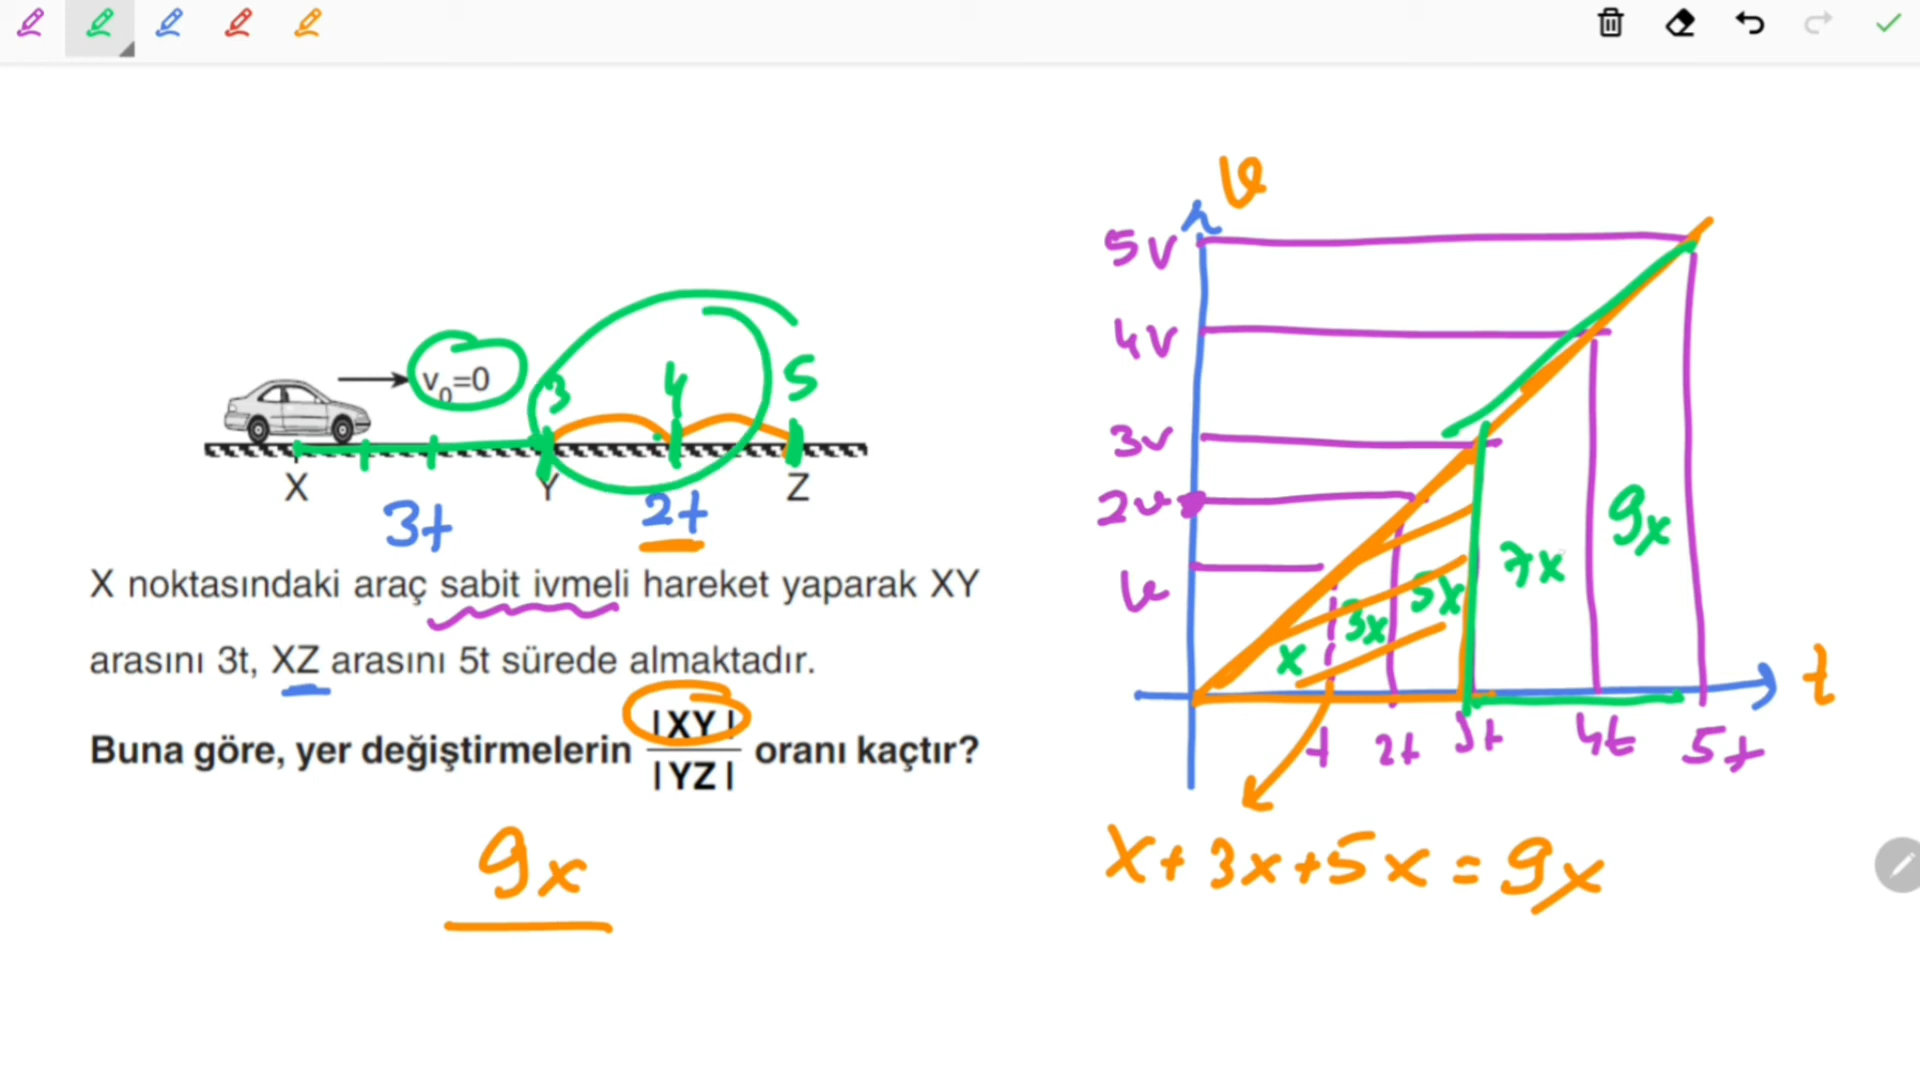 v₀=0
3 4 5
X Y Z
3t 2t
X noktasındaki araç sabit ivmeli hareket yaparak XY
arasını 3t, XZ arasını 5t sürede almaktadır.
Buna göre, yer değiştirmelerin |XY| / |YZ| oranı kaçtır?
9x
v
5v
4v
3v
2v
v
x 3x 5x 7x 9x
t 2t 3t 4t 5t
t
x+3x+5x=9x